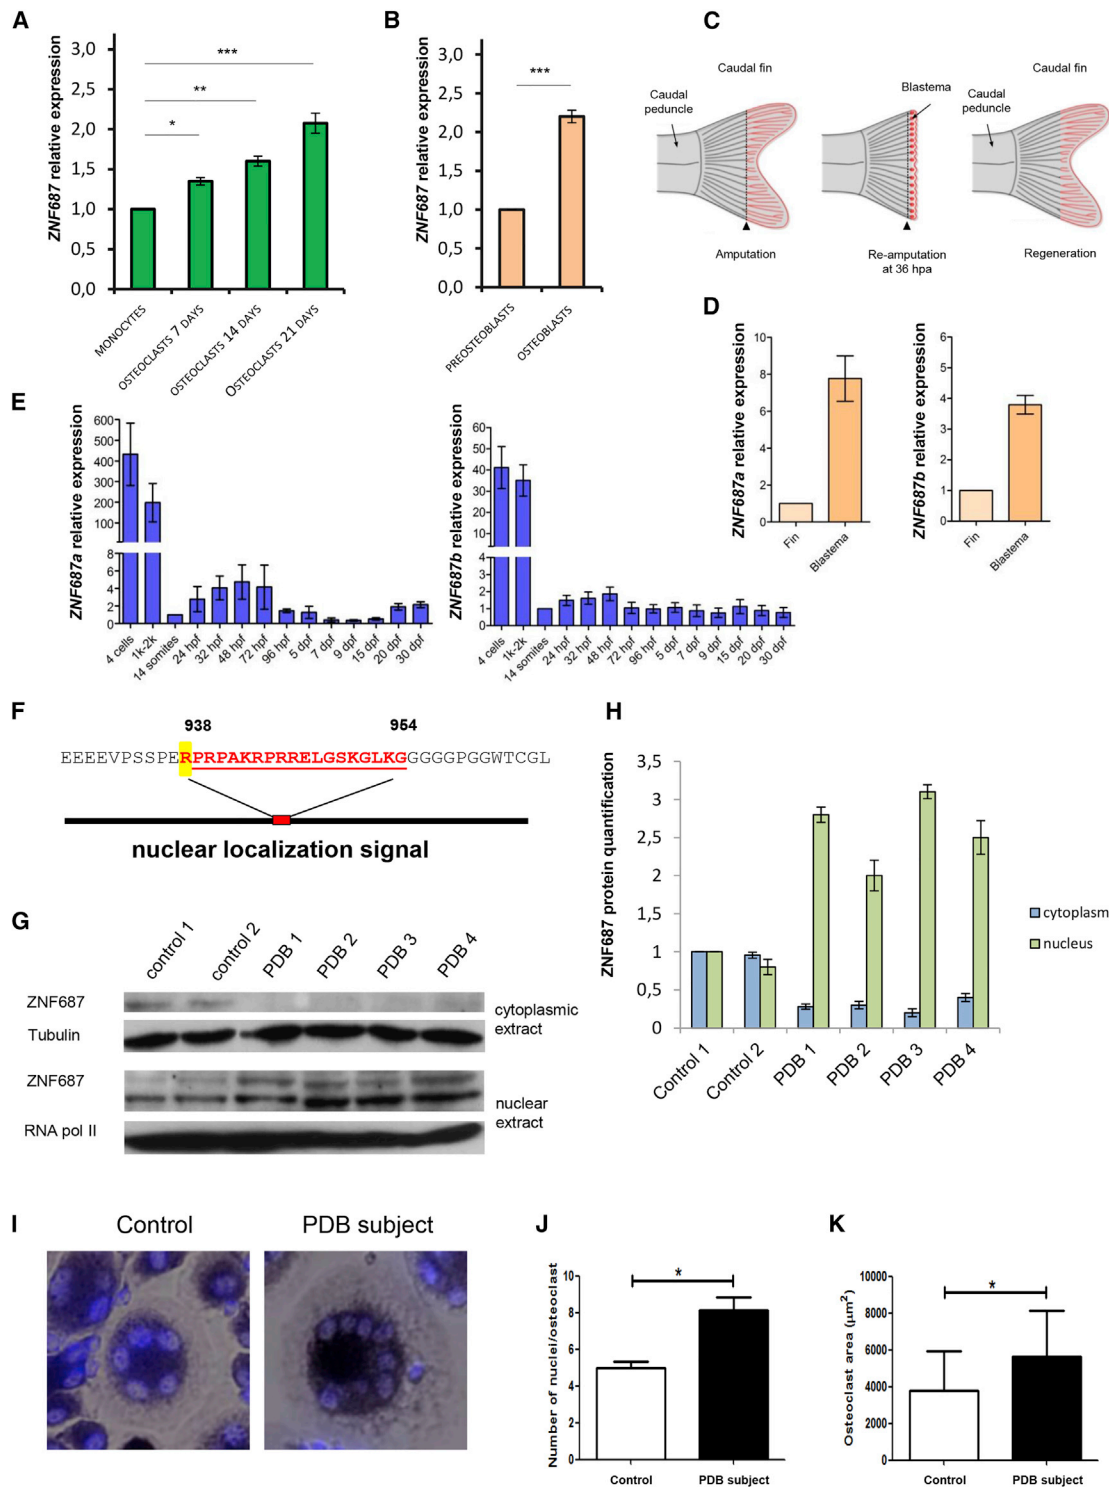 A
ZNF687 relative expression
3,0
2,5
2,0
1,5
1,0
0,5
0,0
***
**
*
MONOCYTES
OSTEOCLASTS 7 DAYS
OSTEOCLASTS 14 DAYS
OSTEOCLASTS 21 DAYS
B
ZNF687 relative expression
3,0
2,5
2,0
1,5
1,0
0,5
0,0
***
PREOSTEOBLASTS
OSTEOBLASTS
C
Caudal fin
Caudal
peduncle
Amputation
Blastema
Re-amputation
at 36 hpa
Caudal fin
Caudal
peduncle
Regeneration
D
ZNF687a relative expression
10
8
6
4
2
0
Fin
Blastema
ZNF687b relative expression
6
5
4
3
2
1
0
Fin
Blastema
E
ZNF687a relative expression
600
500
400
300
200
100
8
6
4
2
0
4 cells
1k-2k
14 somites
24 hpf
32 hpf
48 hpf
72 hpf
96 hpf
5 dpf
7 dpf
9 dpf
15 dpf
20 dpf
30 dpf
ZNF687b relative expression
60
50
40
30
20
10
4
3
2
1
0
4 cells
1k-2k
14 somites
24 hpf
32 hpf
48 hpf
72 hpf
96 hpf
5 dpf
7 dpf
9 dpf
15 dpf
20 dpf
30 dpf
F
938 954
EEEEVPSSPERPRPAKRPRRELGSKGLKGGGGGPGGWTCGL
nuclear localization signal
G
control 1
control 2
PDB 1
PDB 2
PDB 3
PDB 4
ZNF687
Tubulin
cytoplasmic
extract
ZNF687
RNA pol II
nuclear
extract
H
ZNF687 protein quantification
3,5
3
2,5
2
1,5
1
0,5
0
Control 1
Control 2
PDB 1
PDB 2
PDB 3
PDB 4
cytoplasm
nucleus
I
Control
PDB subject
J
Number of nuclei/osteoclast
10
8
6
4
2
0
*
Control
PDB subject
K
Osteoclast area (μm²)
10000
8000
6000
4000
2000
0
*
Control
PDB subject